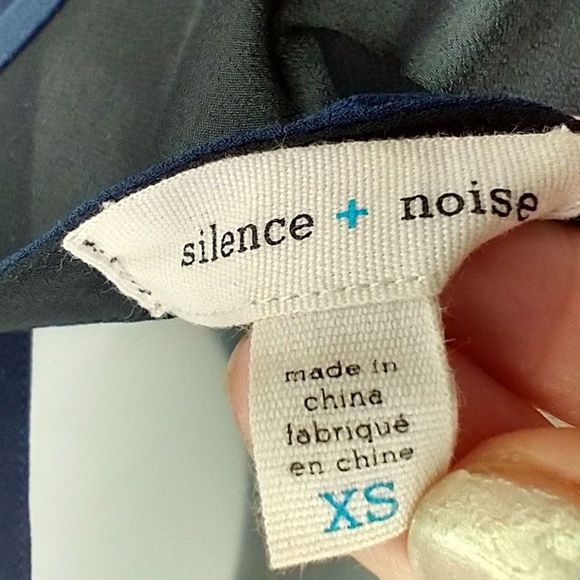 silence + noise
made in
china
fabriqué
en chine
XS